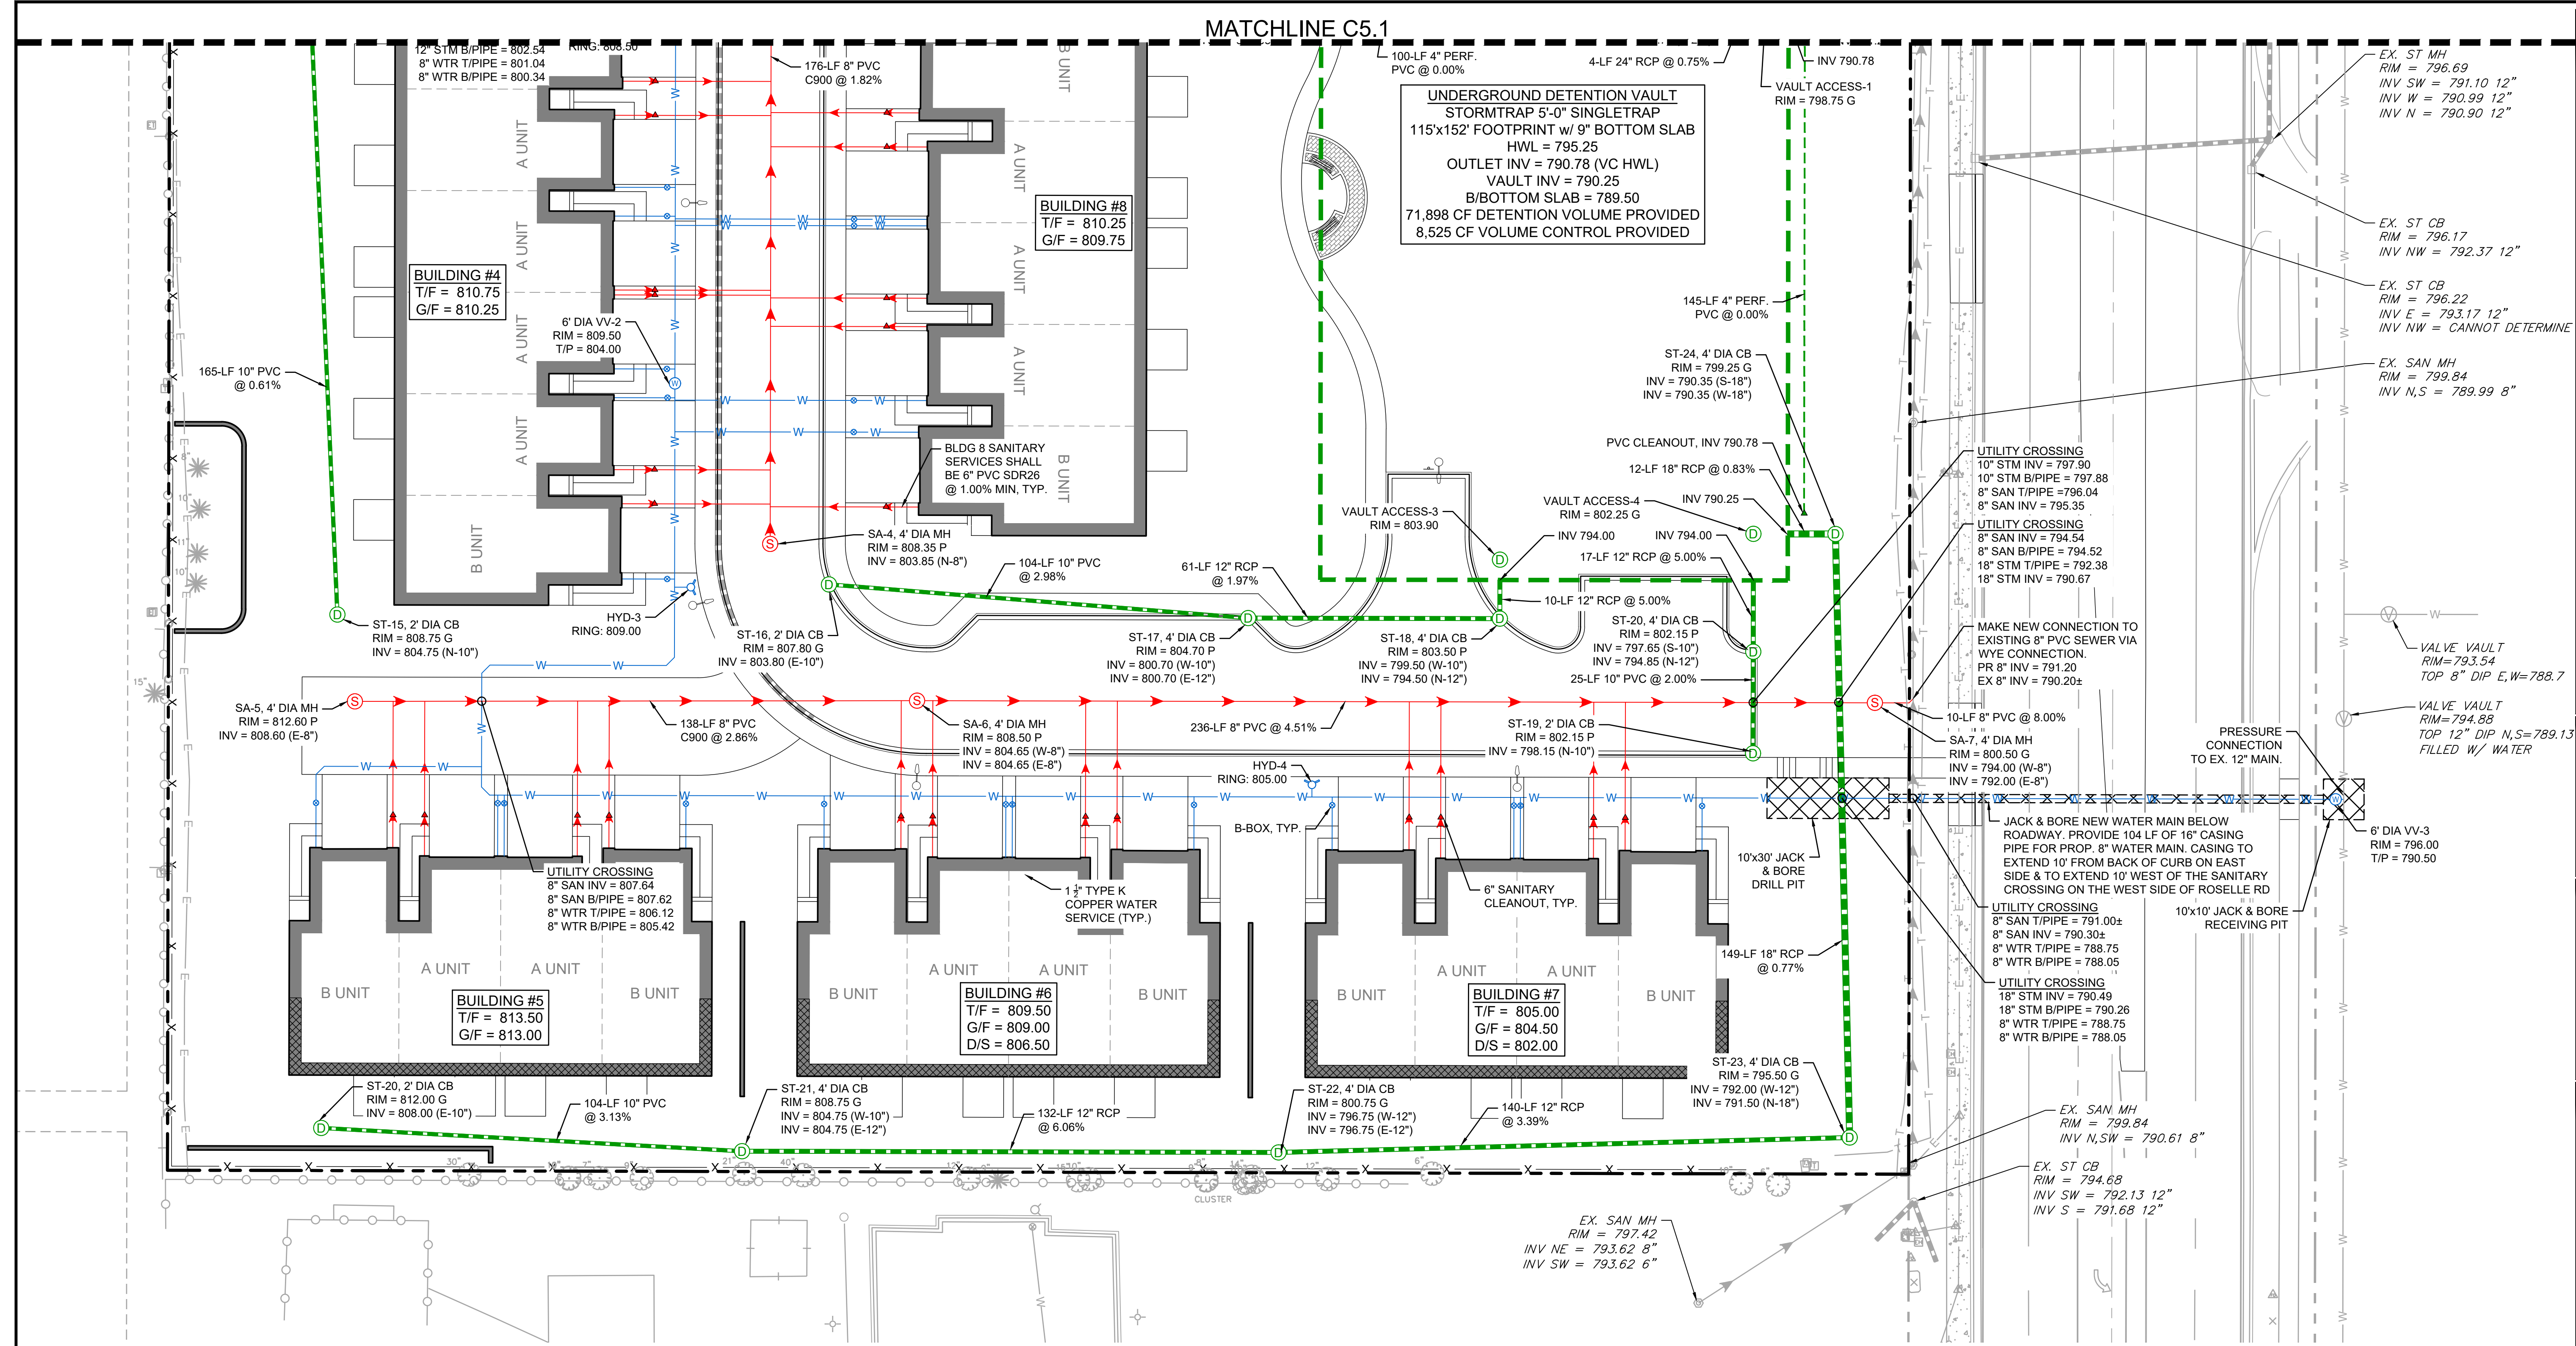 MATCHLINE C5.1
12" STM B/PIPE = 802.54
8" WTR T/PIPE = 801.04
8" WTR B/PIPE = 800.34
RING: 808.50
176-LF 8" PVC
C900 @ 1.82%
B UNIT
100-LF 4" PERF.
PVC @ 0.00%
4-LF 24" RCP @ 0.75%
INV 790.78
VAULT ACCESS-1
RIM = 798.75 G
UNDERGROUND DETENTION VAULT
STORMTRAP 5'-0" SINGLETRAP
115'x152' FOOTPRINT w/ 9" BOTTOM SLAB
HWL = 795.25
OUTLET INV = 790.78 (VC HWL)
VAULT INV = 790.25
B/BOTTOM SLAB = 789.50
71,898 CF DETENTION VOLUME PROVIDED
8,525 CF VOLUME CONTROL PROVIDED
EX. ST MH
RIM = 796.69
INV SW = 791.10 12"
INV W = 790.99 12"
INV N = 790.90 12"
EX. ST CB
RIM = 796.17
INV NW = 792.37 12"
EX. ST CB
RIM = 796.22
INV E = 793.17 12"
INV NW = CANNOT DETERMINE
EX. SAN MH
RIM = 799.84
INV N,S = 789.99 8"
A UNIT
A UNIT
A UNIT
A UNIT
B UNIT
A UNIT
A UNIT
A UNIT
B UNIT
BUILDING #4
T/F = 810.75
G/F = 810.25
BUILDING #8
T/F = 810.25
G/F = 809.75
6' DIA VV-2
RIM = 809.50
T/P = 804.00
165-LF 10" PVC
@ 0.61%
145-LF 4" PERF.
PVC @ 0.00%
ST-24, 4' DIA CB
RIM = 799.25 G
INV = 790.35 (S-18")
INV = 790.35 (W-18")
PVC CLEANOUT, INV 790.78
12-LF 18" RCP @ 0.83%
INV 790.25
VAULT ACCESS-4
RIM = 802.25 G
VAULT ACCESS-3
RIM = 803.90
INV 794.00
INV 794.00
17-LF 12" RCP @ 5.00%
10-LF 12" RCP @ 5.00%
BLDG 8 SANITARY
SERVICES SHALL
BE 6" PVC SDR26
@ 1.00% MIN, TYP.
SA-4, 4' DIA MH
RIM = 808.35 P
INV = 803.85 (N-8")
104-LF 10" PVC
@ 2.98%
61-LF 12" RCP
@ 1.97%
UTILITY CROSSING
10" STM INV = 797.90
10" STM B/PIPE = 797.88
8" SAN T/PIPE =796.04
8" SAN INV = 795.35
UTILITY CROSSING
8" SAN INV = 794.54
8" SAN B/PIPE = 794.52
18" STM T/PIPE = 792.38
18" STM INV = 790.67
MAKE NEW CONNECTION TO
EXISTING 8" PVC SEWER VIA
WYE CONNECTION.
PR 8" INV = 791.20
EX 8" INV = 790.20±
VALVE VAULT
RIM=793.54
TOP 8" DIP E,W=788.7
VALVE VAULT
RIM=794.88
TOP 12" DIP N,S=789.13
FILLED W/ WATER
ST-15, 2' DIA CB
RIM = 808.75 G
INV = 804.75 (N-10")
HYD-3
RING: 809.00
ST-16, 2' DIA CB
RIM = 807.80 G
INV = 803.80 (E-10")
ST-17, 4' DIA CB
RIM = 804.70 P
INV = 800.70 (W-10")
INV = 800.70 (E-12")
ST-18, 4' DIA CB
RIM = 803.50 P
INV = 799.50 (W-10")
INV = 794.50 (N-12")
ST-20, 4' DIA CB
RIM = 802.15 P
INV = 797.65 (S-10")
INV = 794.85 (N-12")
25-LF 10" PVC @ 2.00%
SA-5, 4' DIA MH
RIM = 812.60 P
INV = 808.60 (E-8")
138-LF 8" PVC
C900 @ 2.86%
SA-6, 4' DIA MH
RIM = 808.50 P
INV = 804.65 (W-8")
INV = 804.65 (E-8")
236-LF 8" PVC @ 4.51%
ST-19, 2' DIA CB
RIM = 802.15 P
INV = 798.15 (N-10")
10-LF 8" PVC @ 8.00%
SA-7, 4' DIA MH
RIM = 800.50 G
INV = 794.00 (W-8")
INV = 792.00 (E-8")
PRESSURE
CONNECTION
TO EX. 12" MAIN.
HYD-4
RING: 805.00
B-BOX, TYP.
10'x30' JACK
& BORE
DRILL PIT
JACK & BORE NEW WATER MAIN BELOW
ROADWAY. PROVIDE 104 LF OF 16" CASING
PIPE FOR PROP. 8" WATER MAIN. CASING TO
EXTEND 10' FROM BACK OF CURB ON EAST
SIDE & TO EXTEND 10' WEST OF THE SANITARY
CROSSING ON THE WEST SIDE OF ROSELLE RD
6' DIA VV-3
RIM = 796.00
T/P = 790.50
10'x10' JACK & BORE
RECEIVING PIT
UTILITY CROSSING
8" SAN INV = 807.64
8" SAN B/PIPE = 807.62
8" WTR T/PIPE = 806.12
8" WTR B/PIPE = 805.42
1 ½" TYPE K
COPPER WATER
SERVICE (TYP.)
6" SANITARY
CLEANOUT, TYP.
UTILITY CROSSING
8" SAN T/PIPE = 791.00±
8" SAN INV = 790.30±
8" WTR T/PIPE = 788.75
8" WTR B/PIPE = 788.05
UTILITY CROSSING
18" STM INV = 790.49
18" STM B/PIPE = 790.26
8" WTR T/PIPE = 788.75
8" WTR B/PIPE = 788.05
149-LF 18" RCP
@ 0.77%
B UNIT
A UNIT
A UNIT
B UNIT
BUILDING #5
T/F = 813.50
G/F = 813.00
B UNIT
A UNIT
A UNIT
B UNIT
BUILDING #6
T/F = 809.50
G/F = 809.00
D/S = 806.50
B UNIT
A UNIT
A UNIT
B UNIT
BUILDING #7
T/F = 805.00
G/F = 804.50
D/S = 802.00
ST-20, 2' DIA CB
RIM = 812.00 G
INV = 808.00 (E-10")
104-LF 10" PVC
@ 3.13%
ST-21, 4' DIA CB
RIM = 808.75 G
INV = 804.75 (W-10")
INV = 804.75 (E-12")
132-LF 12" RCP
@ 6.06%
ST-22, 4' DIA CB
RIM = 800.75 G
INV = 796.75 (W-12")
INV = 796.75 (E-12")
140-LF 12" RCP
@ 3.39%
ST-23, 4' DIA CB
RIM = 795.50 G
INV = 792.00 (W-12")
INV = 791.50 (N-18")
EX. SAN MH
RIM = 799.84
INV N,SW = 790.61 8"
EX. ST CB
RIM = 794.68
INV SW = 792.13 12"
INV S = 791.68 12"
CLUSTER
EX. SAN MH
RIM = 797.42
INV NE = 793.62 8"
INV SW = 793.62 6"